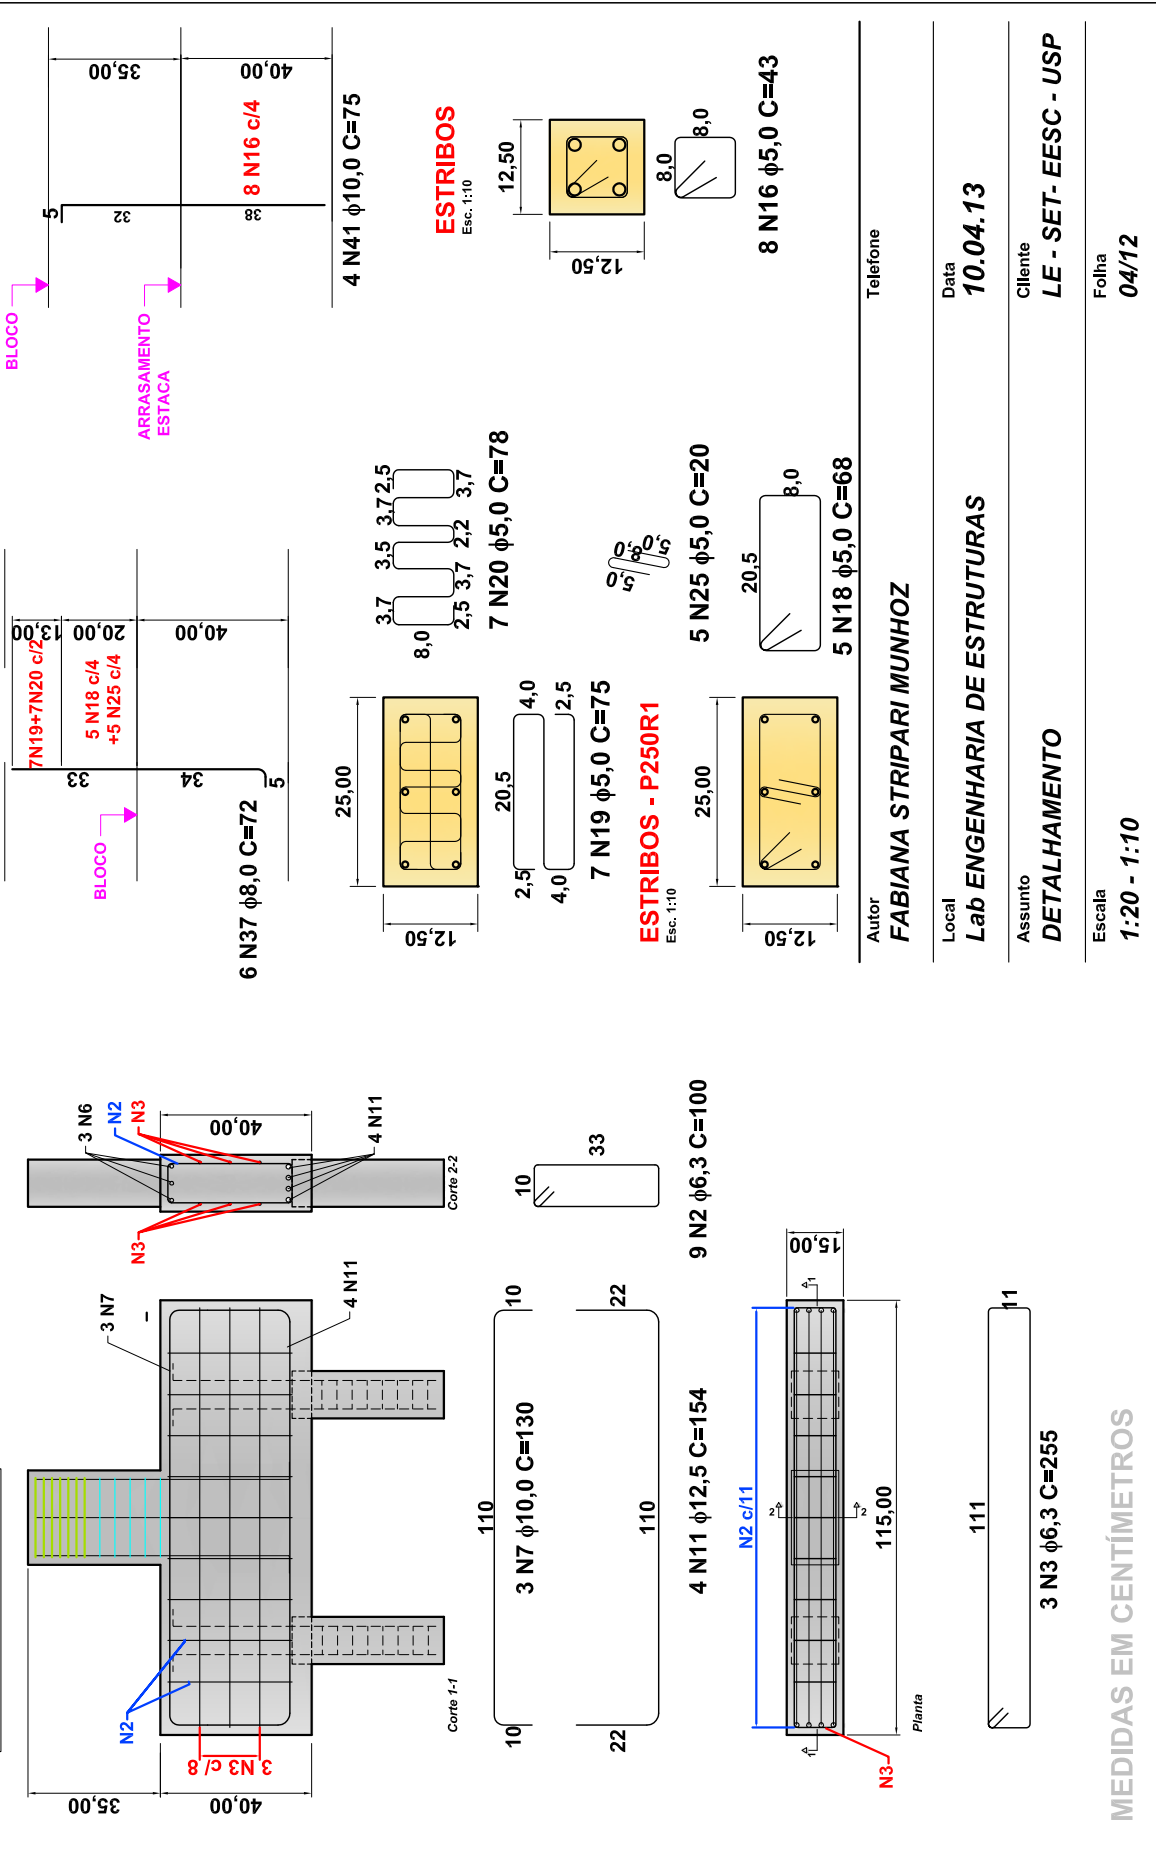 35,00
40,00
3 N3 c/ 8
N2
Corte 1-1
3 N7
4 N11
N3
3 N6
N2
N3
40,00
4 N11
Corte 2-2
10
110
10
3 N7 ϕ10,0 C=130
22
110
22
4 N11 ϕ12,5 C=154
10
33
9 N2 ϕ6,3 C=100
N2 c/11
15,00
1
1
2
2
N3
115,00
Planta
111
11
3 N3 ϕ6,3 C=255
MEDIDAS EM CENTÍMETROS
BLOCO
13,00
20,00
40,00
7N19+7N20 c/2
5 N18 c/4
+5 N25 c/4
33
34
5
6 N37 ϕ8,0 C=72
BLOCO
ARRASAMENTO
ESTACA
35,00
40,00
5
32
38
8 N16 c/4
4 N41 ϕ10,0 C=75
25,00
12,50
20,5
4,0
2,5
2,5
4,0
7 N19 ϕ5,0 C=75
3,7
3,5
3,7
2,5
8,0
2,5
3,7
2,2
3,7
7 N20 ϕ5,0 C=78
ESTRIBOS
Esc. 1:10
12,50
12,50
8,0
8,0
8 N16 ϕ5,0 C=43
ESTRIBOS - P250R1
Esc. 1:10
25,00
12,50
5,0
8,0
5,0
5 N25 ϕ5,0 C=20
20,5
8,0
5 N18 ϕ5,0 C=68
Autor
FABIANA STRIPARI MUNHOZ
Telefone
Local
Lab ENGENHARIA DE ESTRUTURAS
Data
10.04.13
Assunto
DETALHAMENTO
Cliente
LE - SET- EESC - USP
Escala
1:20 - 1:10
Folha
04/12